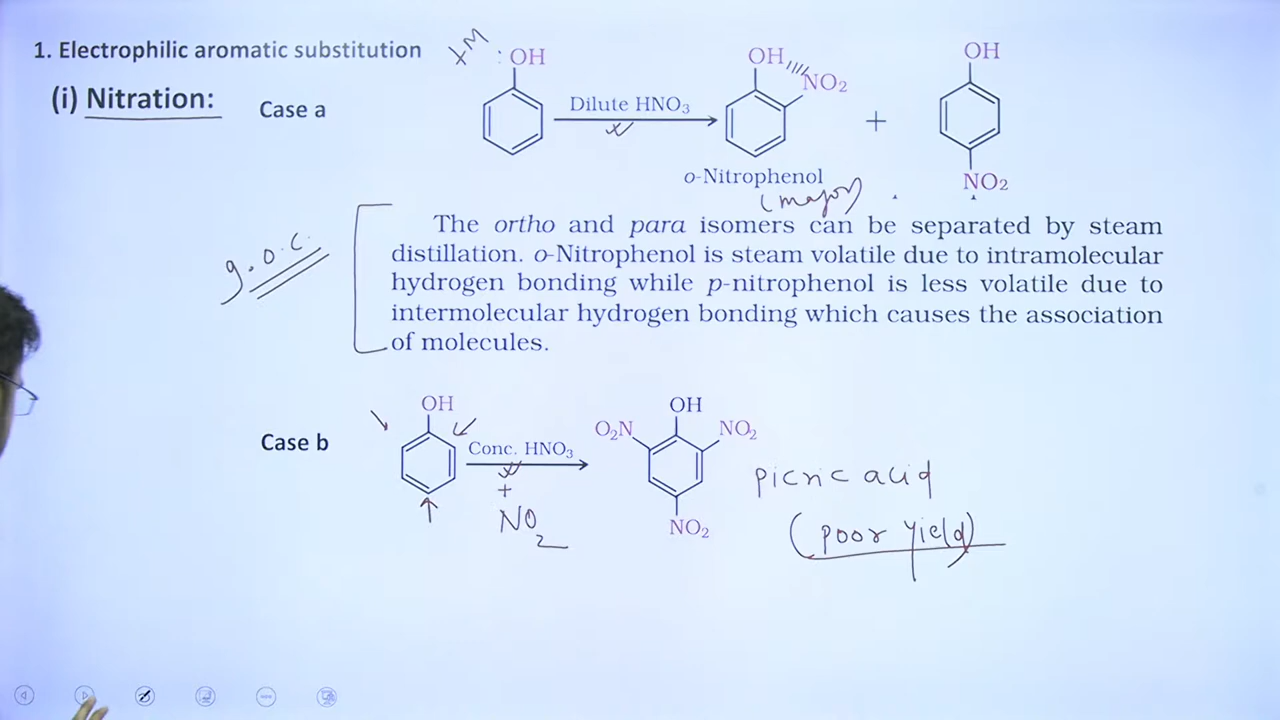 1. Electrophilic aromatic substitution
+M
: OH
(i) Nitration:
Case a
Dilute HNO3
OH
NO2
+
OH
NO2
o-Nitrophenol
(major)
The ortho and para isomers can be separated by steam
distillation. o-Nitrophenol is steam volatile due to intramolecular
hydrogen bonding while p-nitrophenol is less volatile due to
intermolecular hydrogen bonding which causes the association
of molecules.
g.o.c.
Case b
OH
Conc. HNO3
+
NO2
OH
O2N
NO2
NO2
picric acid
(poor yield)